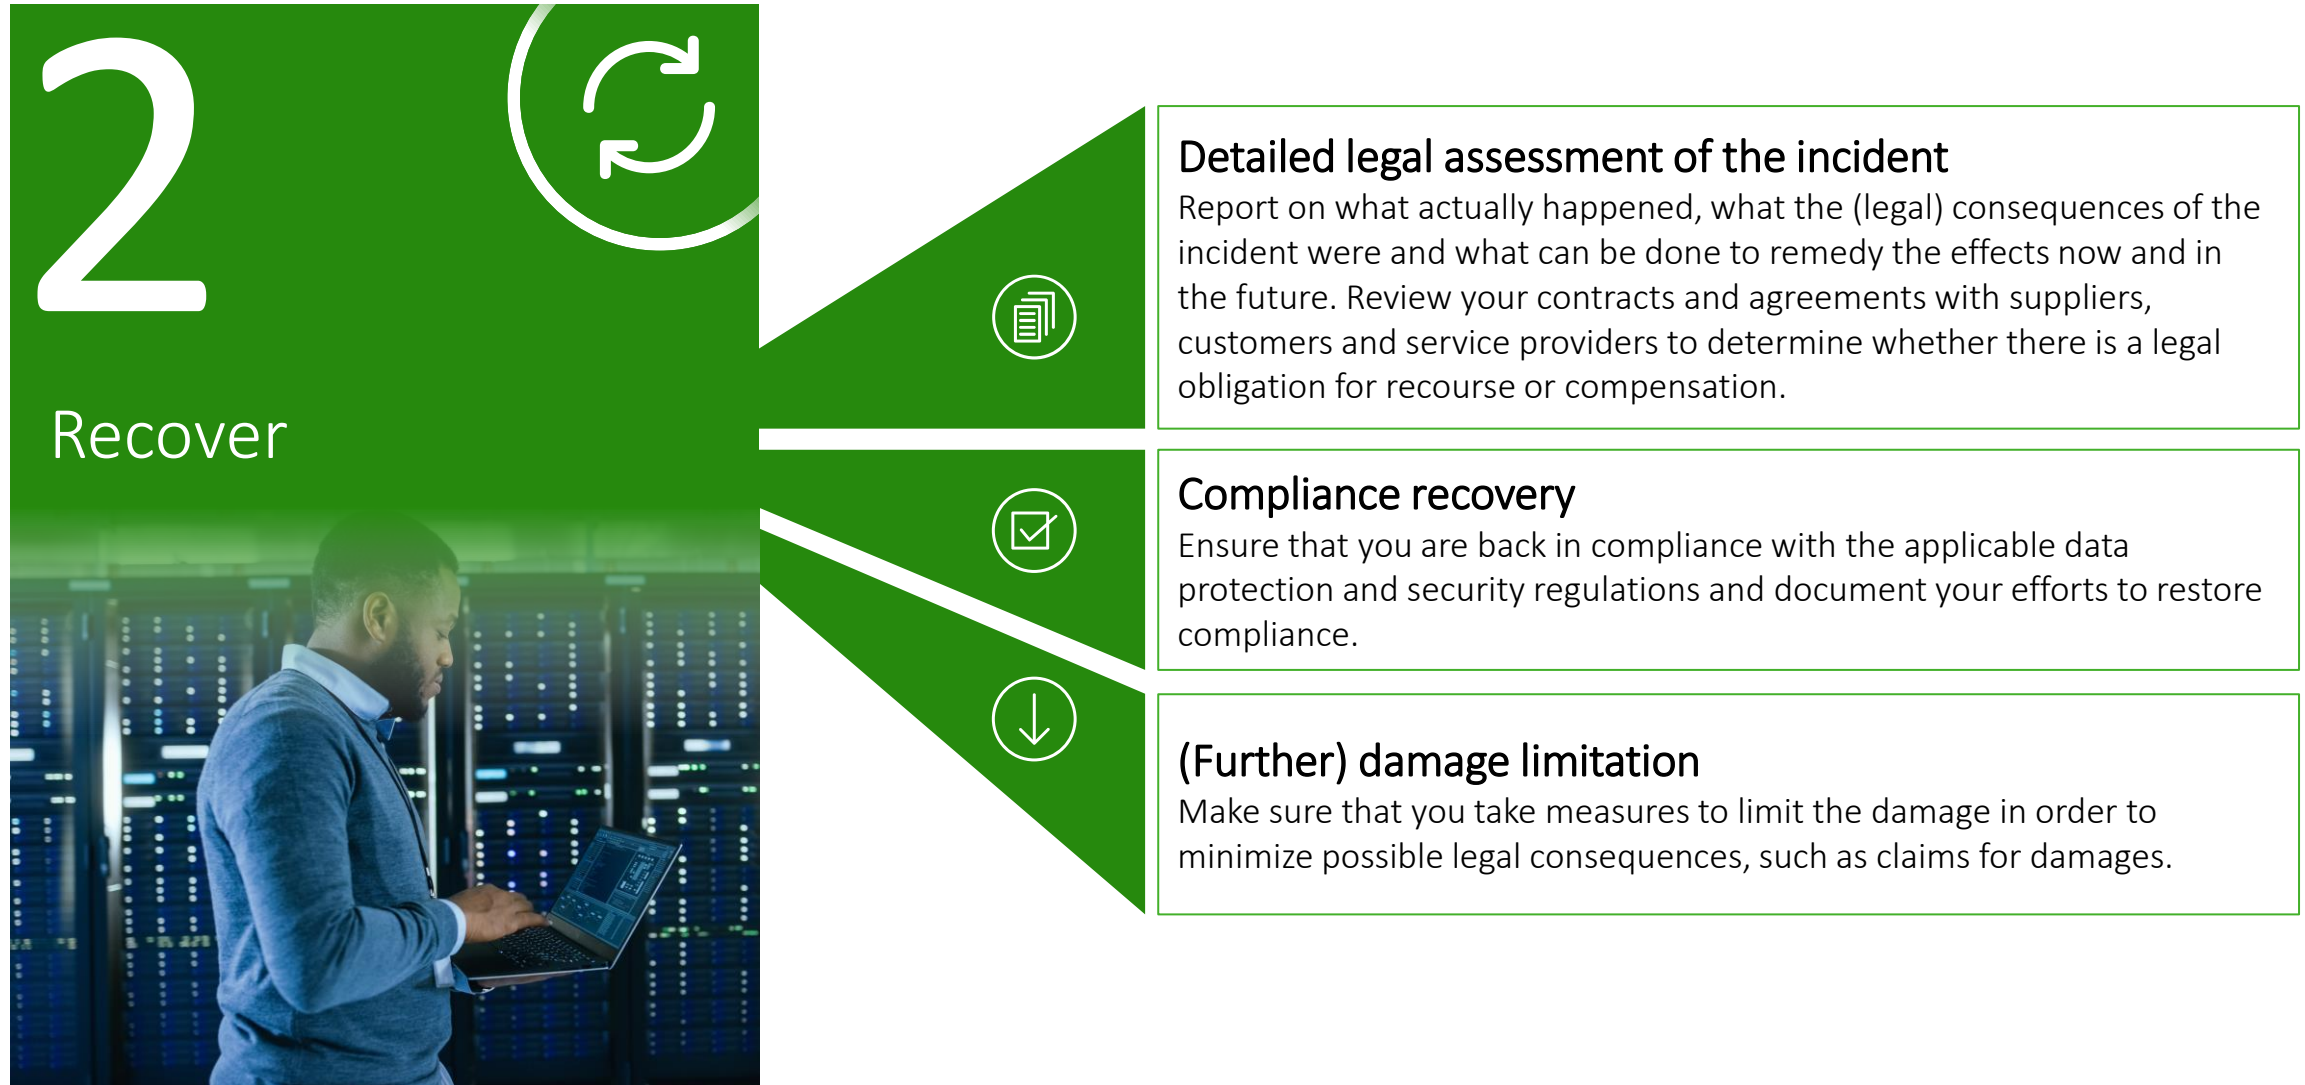 2
Recover
Detailed legal assessment of the incident
Report on what actually happened, what the (legal) consequences of the
incident were and what can be done to remedy the effects now and in
the future. Review your contracts and agreements with suppliers,
customers and service providers to determine whether there is a legal
obligation for recourse or compensation.
Compliance recovery
Ensure that you are back in compliance with the applicable data
protection and security regulations and document your efforts to restore
compliance.
(Further) damage limitation
Make sure that you take measures to limit the damage in order to
minimize possible legal consequences, such as claims for damages.